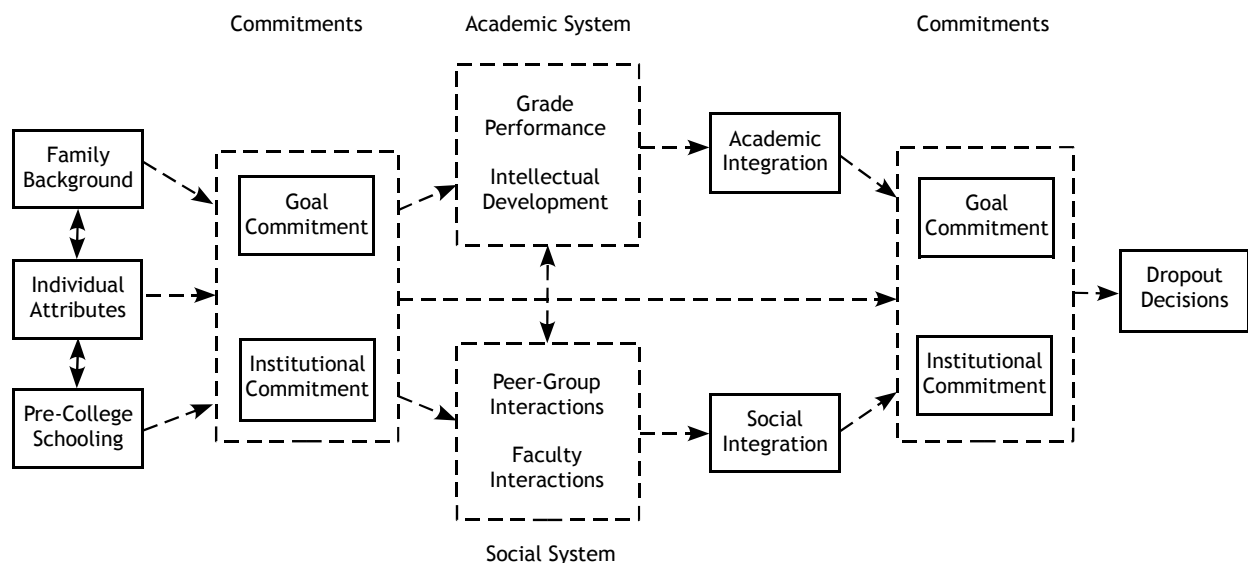 Commitments
Academic System
Commitments
Family
Background
Individual
Attributes
Pre-College
Schooling
Goal
Commitment
Institutional
Commitment
Grade
Performance
Intellectual
Development
Peer-Group
Interactions
Faculty
Interactions
Social System
Academic
Integration
Social
Integration
Goal
Commitment
Institutional
Commitment
Dropout
Decisions